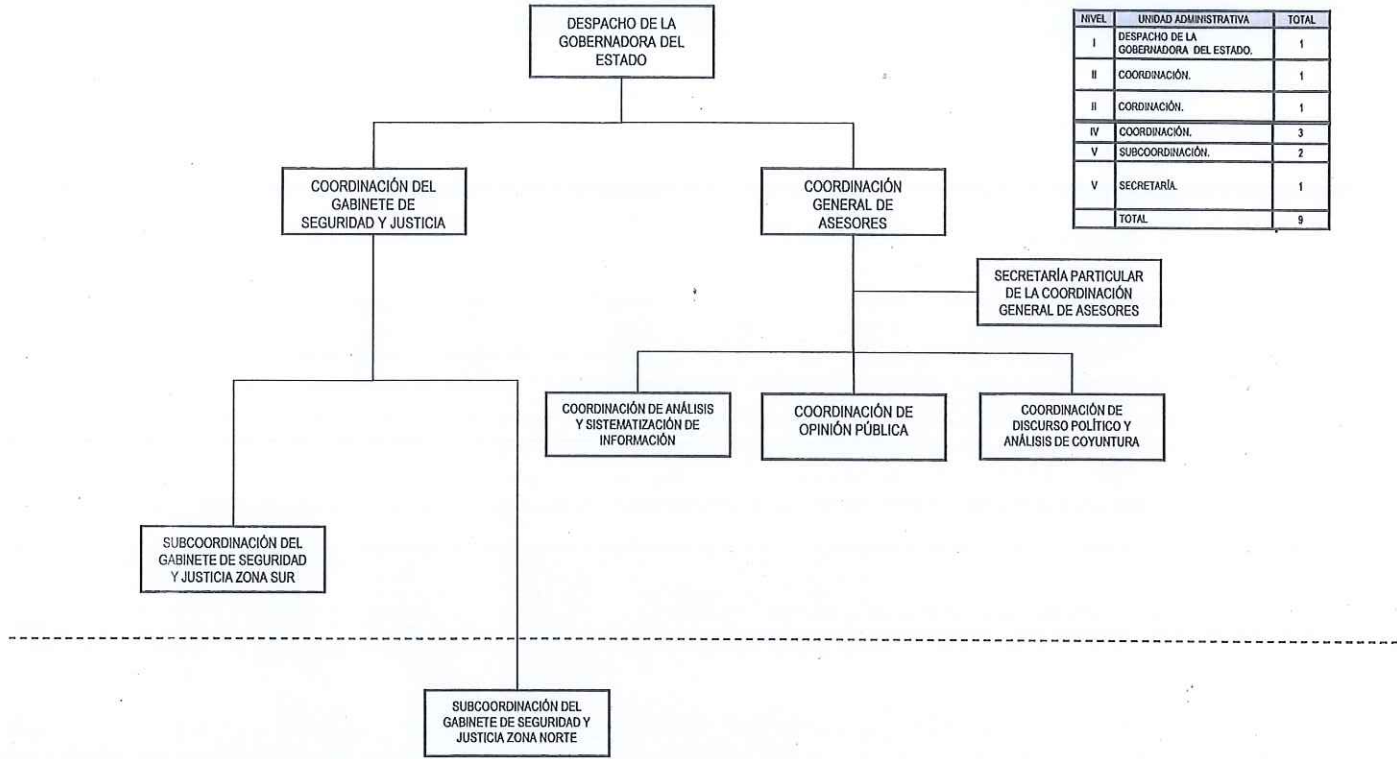 DESPACHO DE LA
GOBERNADORA DEL
ESTADO
NIVEL UNIDAD ADMINISTRATIVA TOTAL
I DESPACHO DE LA
GOBERNADORA DEL ESTADO. 1
II COORDINACIÓN. 1
II CORDINACIÓN. 1
IV COORDINACIÓN. 3
V SUBCOORDINACIÓN. 2
V SECRETARÍA. 1
TOTAL 9
COORDINACIÓN DEL
GABINETE DE
SEGURIDAD Y JUSTICIA
COORDINACIÓN
GENERAL DE
ASESORES
SECRETARÍA PARTICULAR
DE LA COORDINACIÓN
GENERAL DE ASESORES
COORDINACIÓN DE ANÁLISIS
Y SISTEMATIZACIÓN DE
INFORMACIÓN
COORDINACIÓN DE
OPINIÓN PÚBLICA
COORDINACIÓN DE
DISCURSO POLÍTICO Y
ANÁLISIS DE COYUNTURA
SUBCOORDINACIÓN DEL
GABINETE DE SEGURIDAD
Y JUSTICIA ZONA SUR
SUBCOORDINACIÓN DEL
GABINETE DE SEGURIDAD Y
JUSTICIA ZONA NORTE